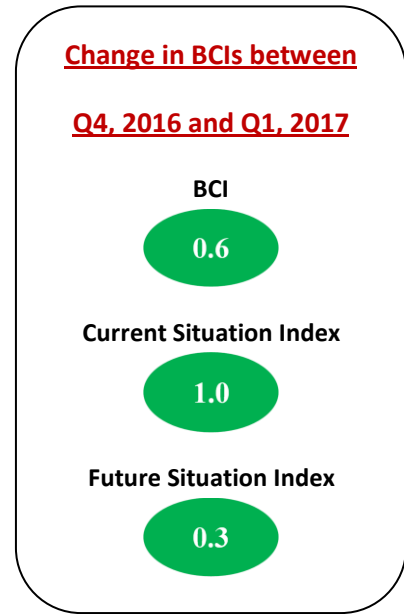 Change in BCIs between
Q4, 2016 and Q1, 2017
BCI
0.6
Current Situation Index
1.0
Future Situation Index
0.3